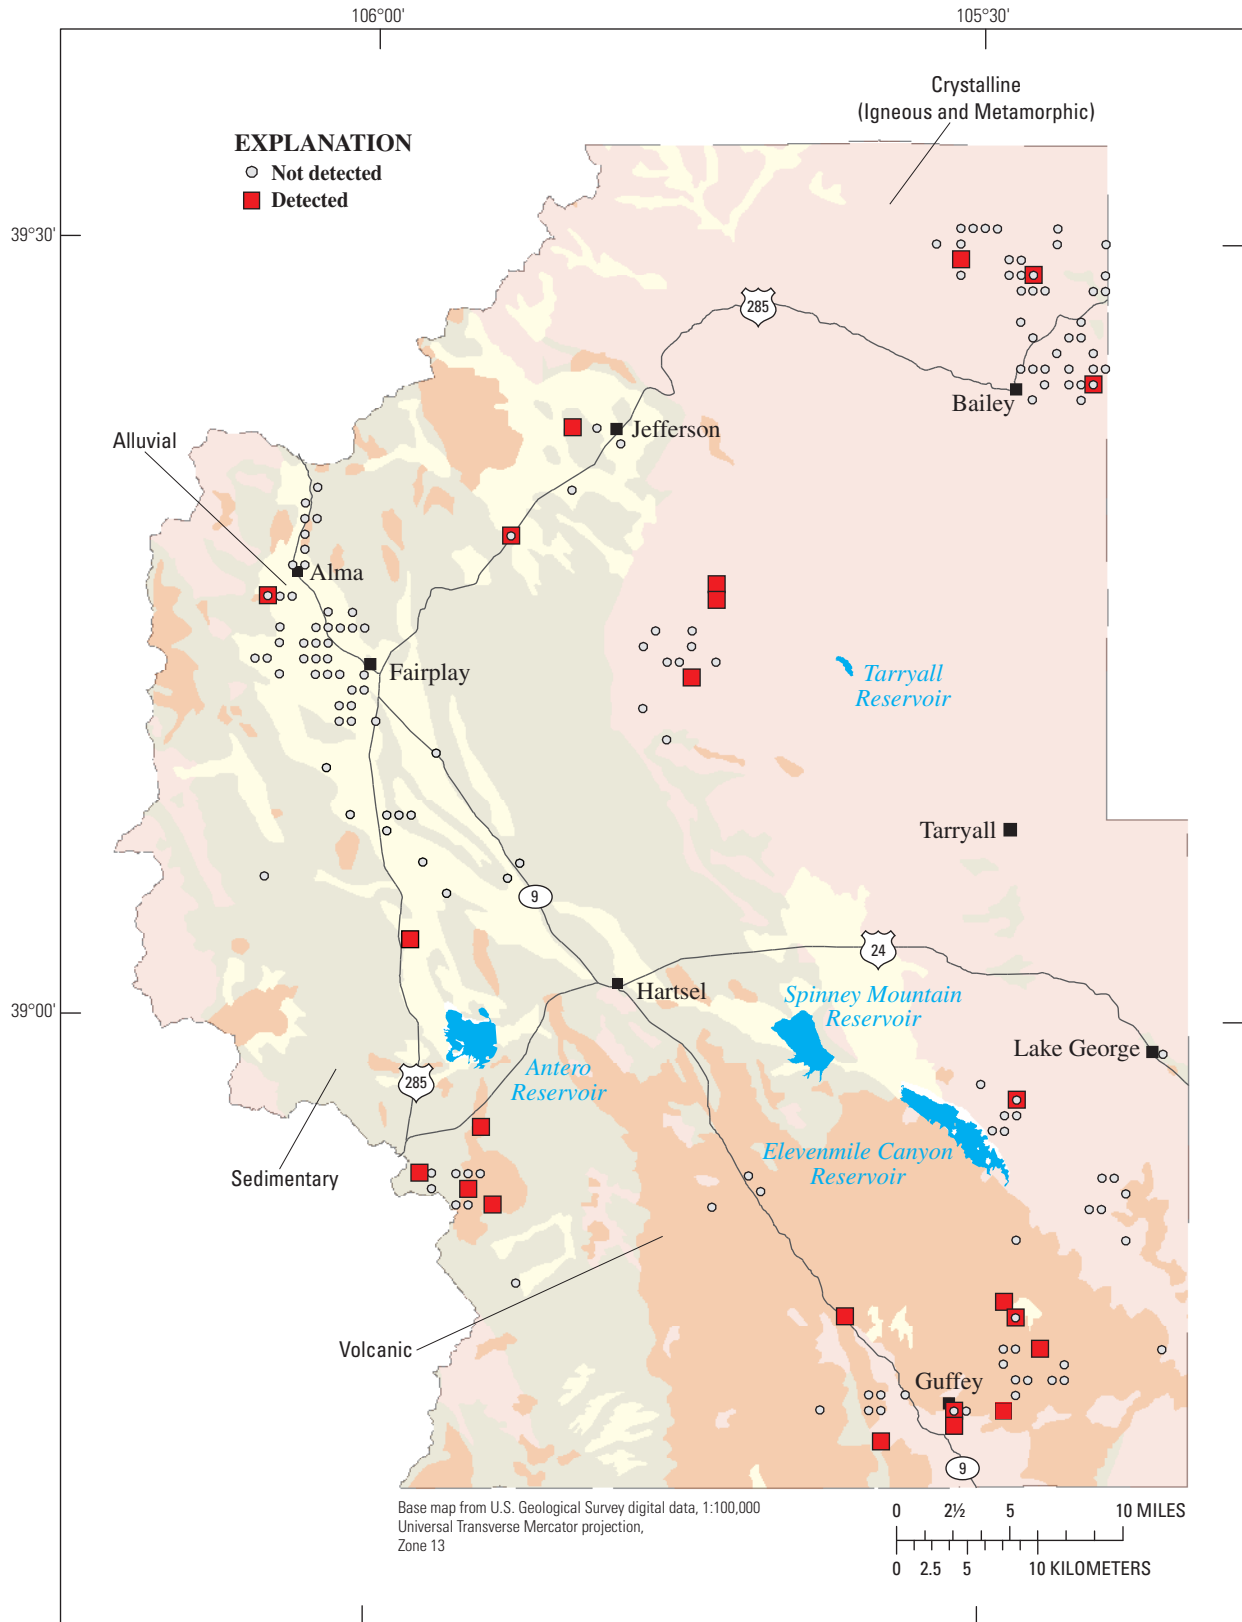 106°00'
105°30'
Crystalline
(Igneous and Metamorphic)
EXPLANATION
Not detected
Detected
39°30'
285
Bailey
Jefferson
Alluvial
Alma
Fairplay
Tarryall
Reservoir
Tarryall
9
24
Hartsel
Spinney Mountain
Reservoir
39°00'
Lake George
Antero
Reservoir
285
Elevenmile Canyon
Reservoir
Sedimentary
Volcanic
Guffey
9
Base map from U.S. Geological Survey digital data, 1:100,000
Universal Transverse Mercator projection,
Zone 13
0 2½ 5 10 MILES
0 2.5 5 10 KILOMETERS